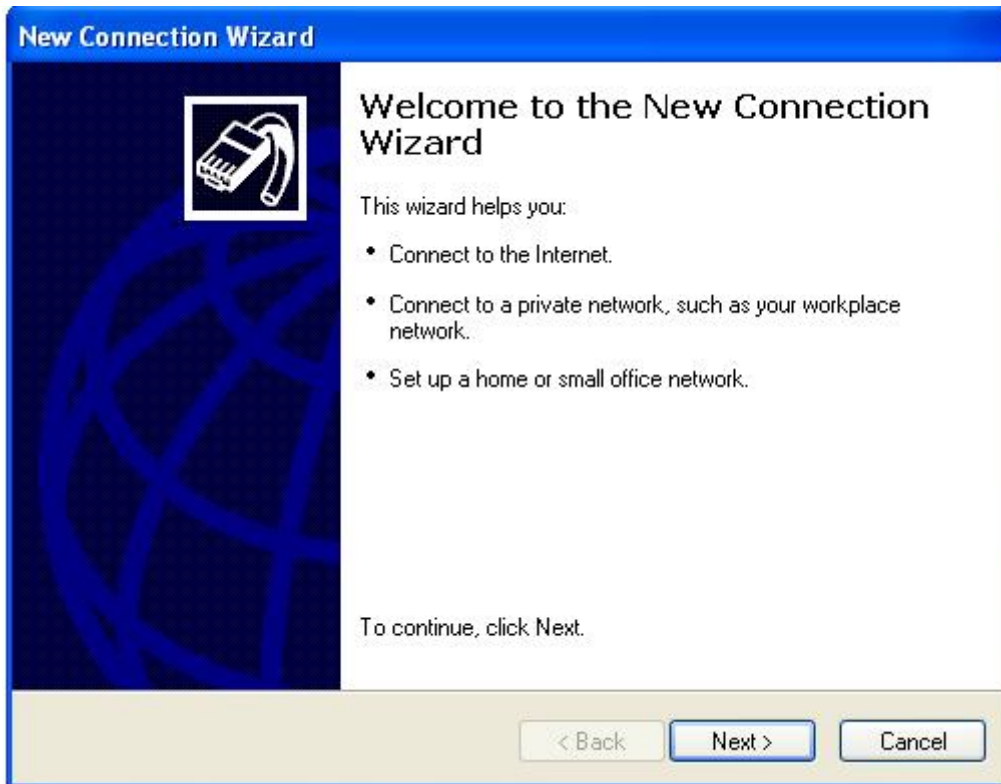 New Connection Wizard
Welcome to the New Connection
Wizard
This wizard helps you:
• Connect to the Internet.
• Connect to a private network, such as your workplace
network.
• Set up a home or small office network.
To continue, click Next.
< Back
Next >
Cancel